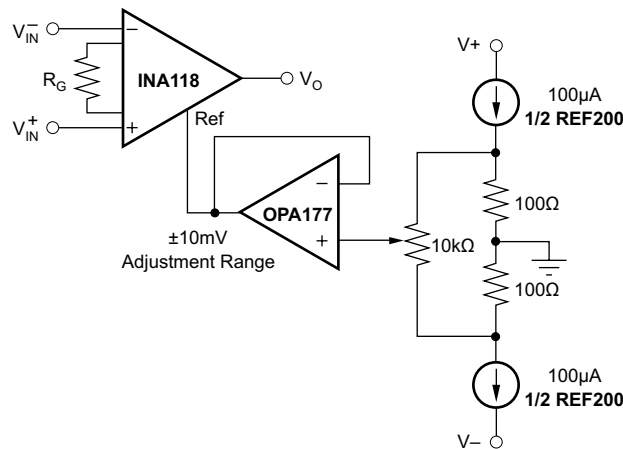 V−IN
−
INA118
RG
V+IN
+
VO
Ref
−
OPA177
+
±10mV
Adjustment Range
V+
100µA
1/2 REF200
100Ω
10kΩ
100Ω
100µA
1/2 REF200
V–